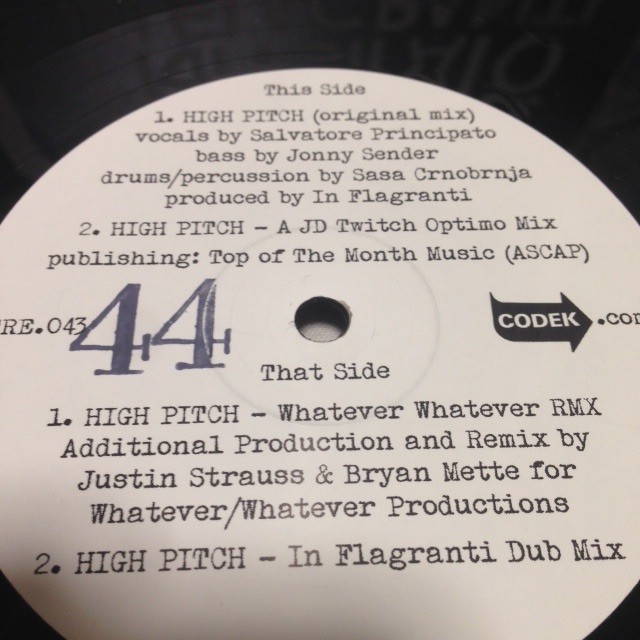 This Side
1. HIGH PITCH (original mix)
vocals by Salvatore Principato
bass by Jonny Sender
drums/percussion by Sasa Crnobrnja
produced by In Flagranti
2. HIGH PITCH - A JD Twitch Optimo Mix
publishing: Top of The Month Music (ASCAP)
RE.043
44
CODEK
.com
That Side
1. HIGH PITCH - Whatever Whatever RMX
Additional Production and Remix by
Justin Strauss & Bryan Mette for
Whatever/Whatever Productions
2. HIGH PITCH - In Flagranti Dub Mix